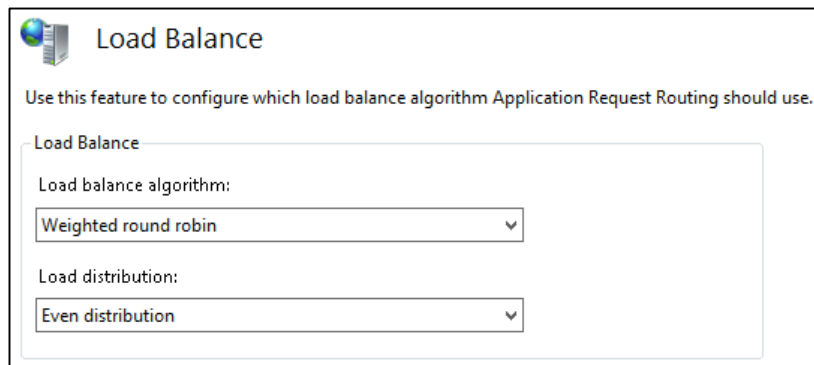 Load Balance
Use this feature to configure which load balance algorithm Application Request Routing should use.
Load Balance
Load balance algorithm:
Weighted round robin
Load distribution:
Even distribution